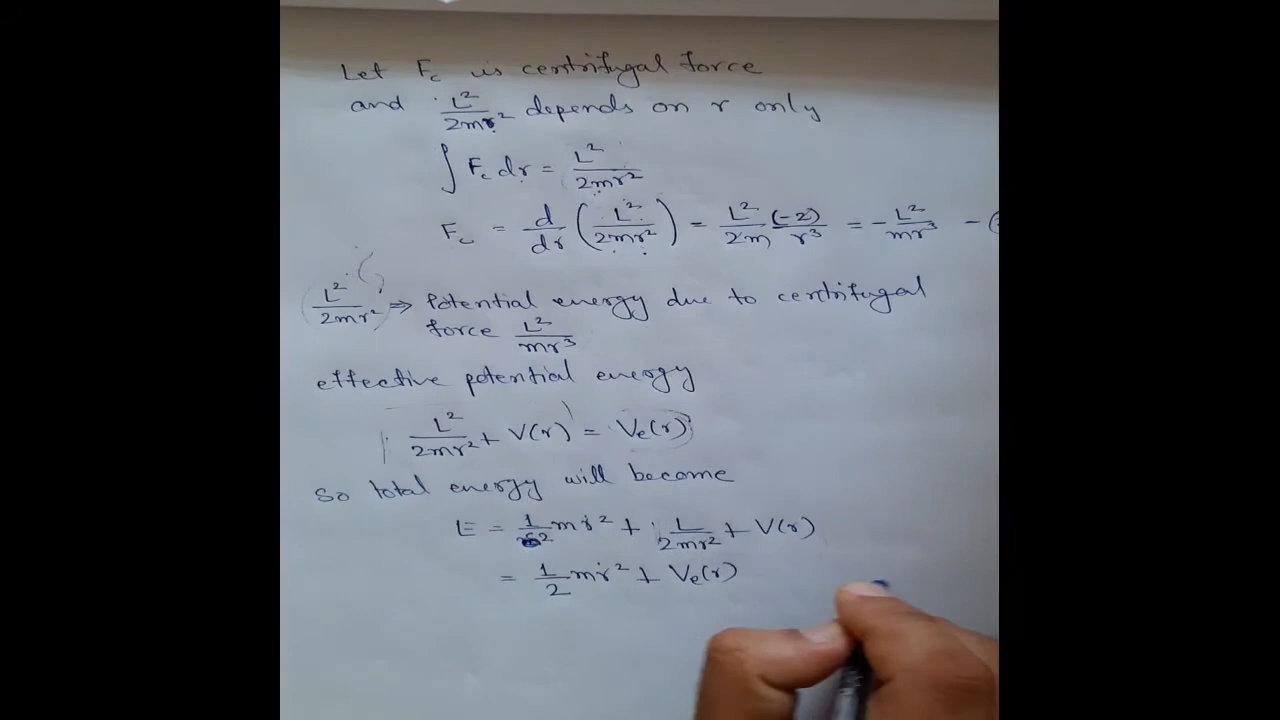 Let F_c is centrifugal force
and L²/2mr² depends on r only
∫ F_c dr = L²/2mr²
F_c = d/dr (L²/2mr²) = L²/2m (-2)/r³ = - L²/mr³ -
L²/2mr² ⇒ Potential energy due to centrifugal
force L²/mr³
effective potential energy
L²/2mr² + V(r) = V_e(r)
So total energy will become
E = 1/2 mṙ² + L/2mr² + V(r)
= 1/2 mṙ² + V_e(r)